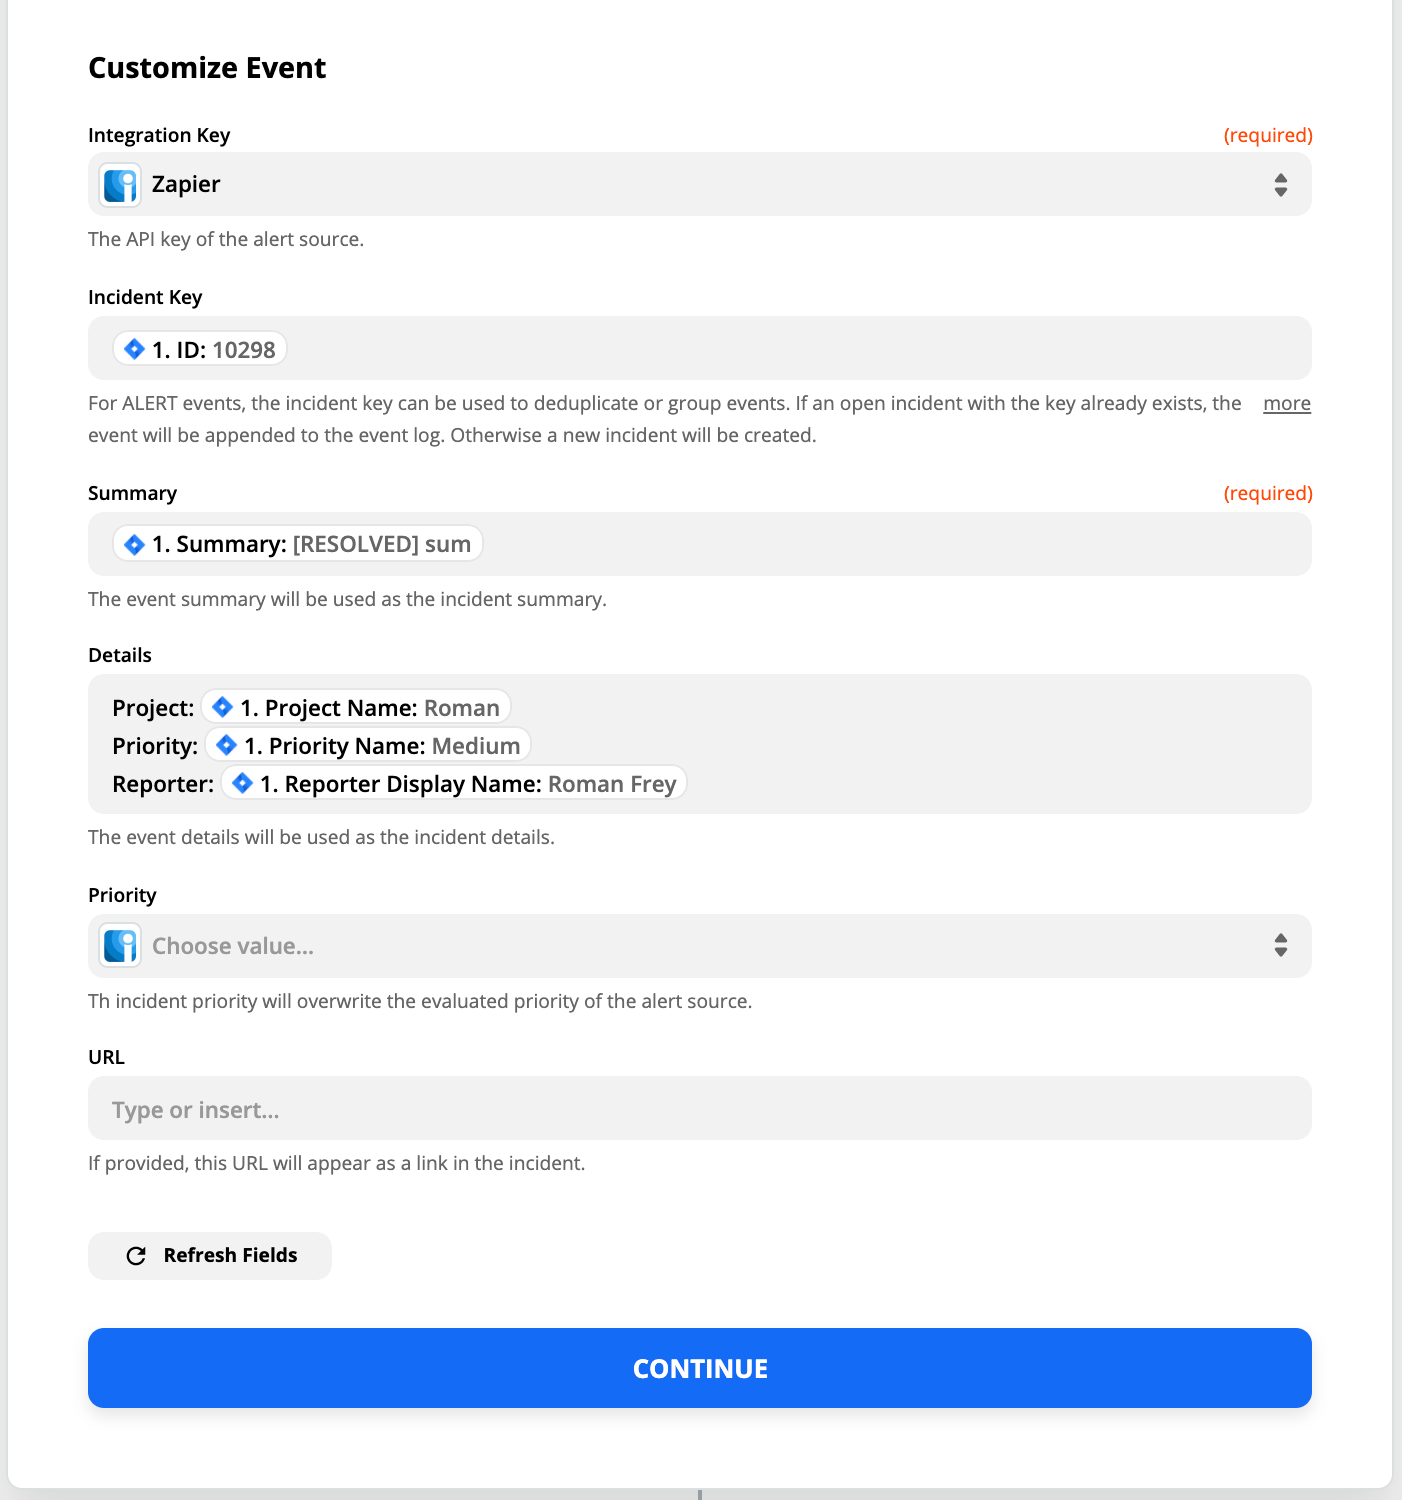 Customize Event
Integration Key (required)
Zapier
The API key of the alert source.
Incident Key
1. ID: 10298
For ALERT events, the incident key can be used to deduplicate or group events. If an open incident with the key already exists, the more
event will be appended to the event log. Otherwise a new incident will be created.
Summary (required)
1. Summary: [RESOLVED] sum
The event summary will be used as the incident summary.
Details
Project: 1. Project Name: Roman
Priority: 1. Priority Name: Medium
Reporter: 1. Reporter Display Name: Roman Frey
The event details will be used as the incident details.
Priority
Choose value...
Th incident priority will overwrite the evaluated priority of the alert source.
URL
Type or insert...
If provided, this URL will appear as a link in the incident.
Refresh Fields
CONTINUE